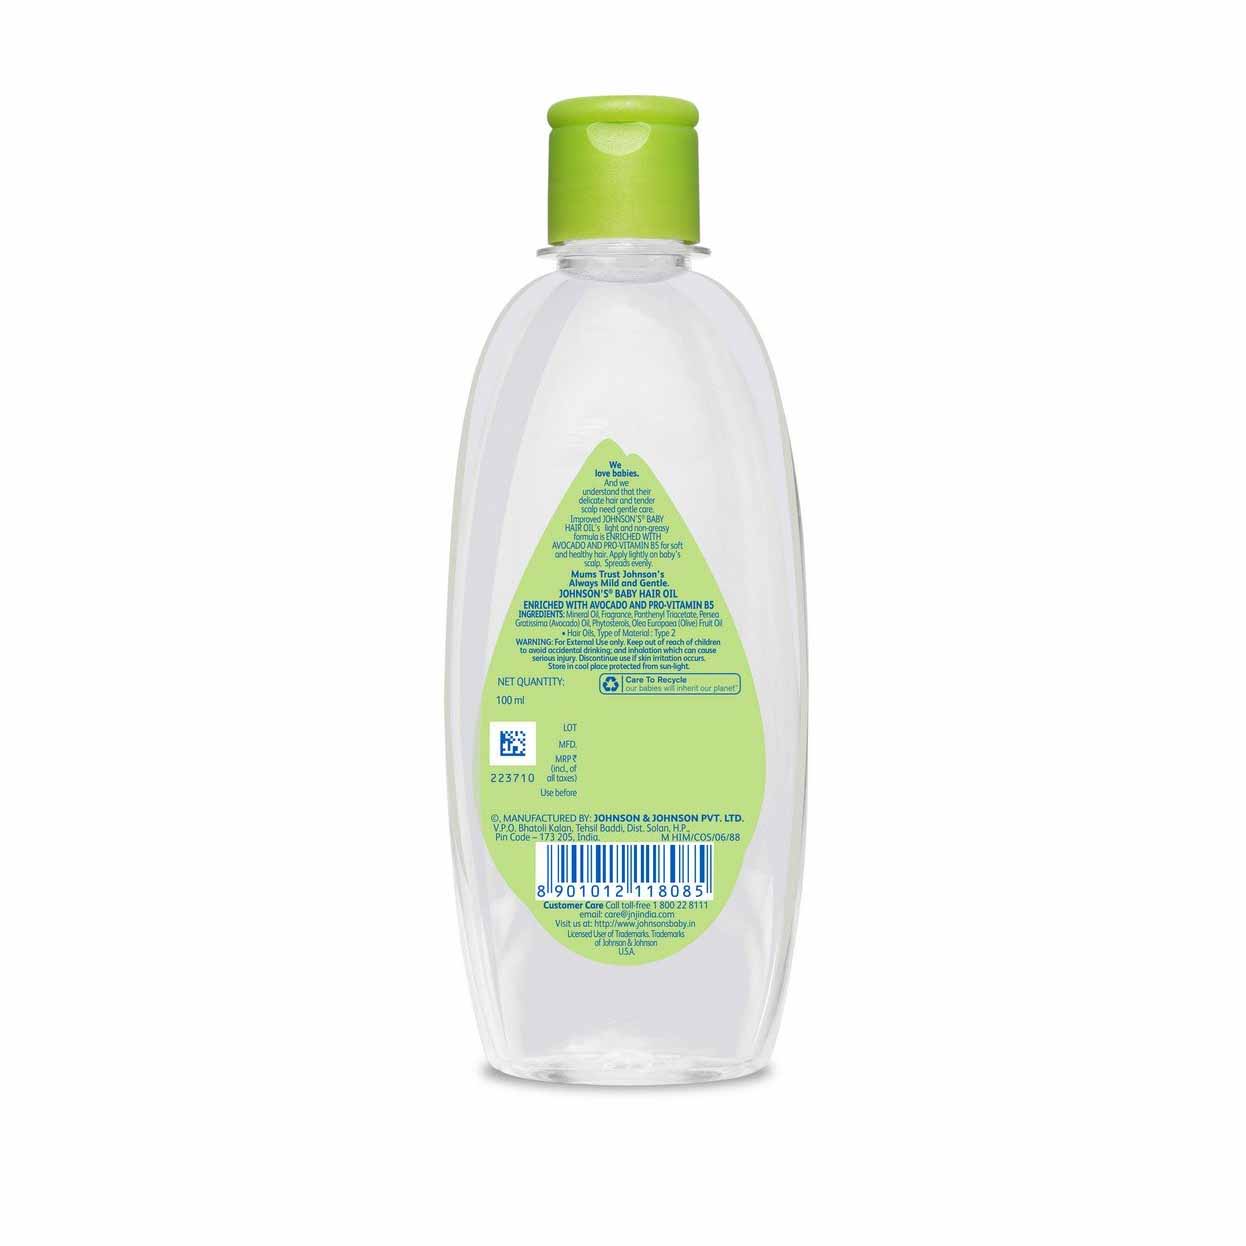 We
love babies.
And we
understand that their
delicate hair and tender
scalp need gentle care.
Improved JOHNSON'S® BABY
HAIR OIL's light and non-greasy
formula is ENRICHED WITH
AVOCADO AND PRO-VITAMIN B5 for soft
and healthy hair. Apply lightly on baby's
scalp. Spreads evenly.
Mums Trust Johnson's
Always Mild and Gentle.
JOHNSON'S® BABY HAIR OIL
ENRICHED WITH AVOCADO AND PRO-VITAMIN B5
INGREDIENTS: Mineral Oil, Fragrance, Panthenyl Triacetate, Persea
Gratissima (Avocado) Oil, Phytosterols, Olea Europaea (Olive) Fruit Oil
• Hair Oils, Type of Material : Type 2
WARNING: For External Use only. Keep out of reach of children
to avoid accidental drinking; and inhalation which can cause
serious injury. Discontinue use if skin irritation occurs.
Store in cool place protected from sun-light.
NET QUANTITY:
100 ml
Care To Recycle
our babies will inherit our planet™
LOT
MFD.
MRP ₹
(incl., of
all taxes)
223710
Use before
©, MANUFACTURED BY: JOHNSON & JOHNSON PVT. LTD.
V.P.O. Bhatoli Kalan, Tehsil Baddi, Dist. Solan, H.P.,
Pin Code – 173 205, India. M HIM/COS/06/88
8 901012 118085
Customer Care Call toll-free 1 800 22 8111
email: care@jnjindia.com
Visit us at: http://www.johnsonsbaby.in
Licensed User of Trademarks. Trademarks
of Johnson & Johnson
U.S.A.